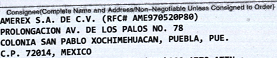 Consignee(Complete Name and Address/Non-Negotiable Unless Consigned to Order)
AMEREX S.A. DE C.V. (RFC# AME970520P80)
PROLONGACION AV. DE LOS PALOS NO. 78
COLONIA SAN PABLO XOCHIMEHUACAN, PUEBLA, PUE.
C.P. 72014, MEXICO